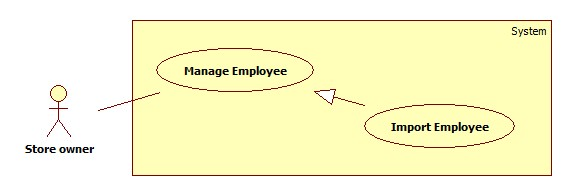 System
Manage Employee
Import Employee
Store owner